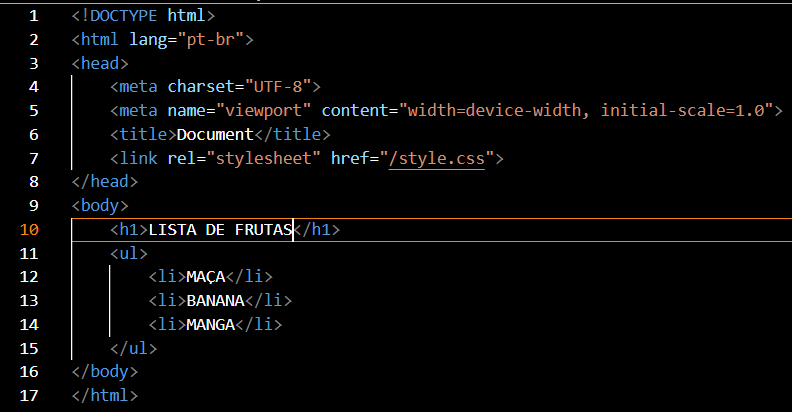 1 <!DOCTYPE html>
2 <html lang="pt-br">
3 <head>
4     <meta charset="UTF-8">
5     <meta name="viewport" content="width=device-width, initial-scale=1.0">
6     <title>Document</title>
7     <link rel="stylesheet" href="/style.css">
8 </head>
9 <body>
10     <h1>LISTA DE FRUTAS</h1>
11     <ul>
12         <li>MAÇA</li>
13         <li>BANANA</li>
14         <li>MANGA</li>
15     </ul>
16 </body>
17 </html>